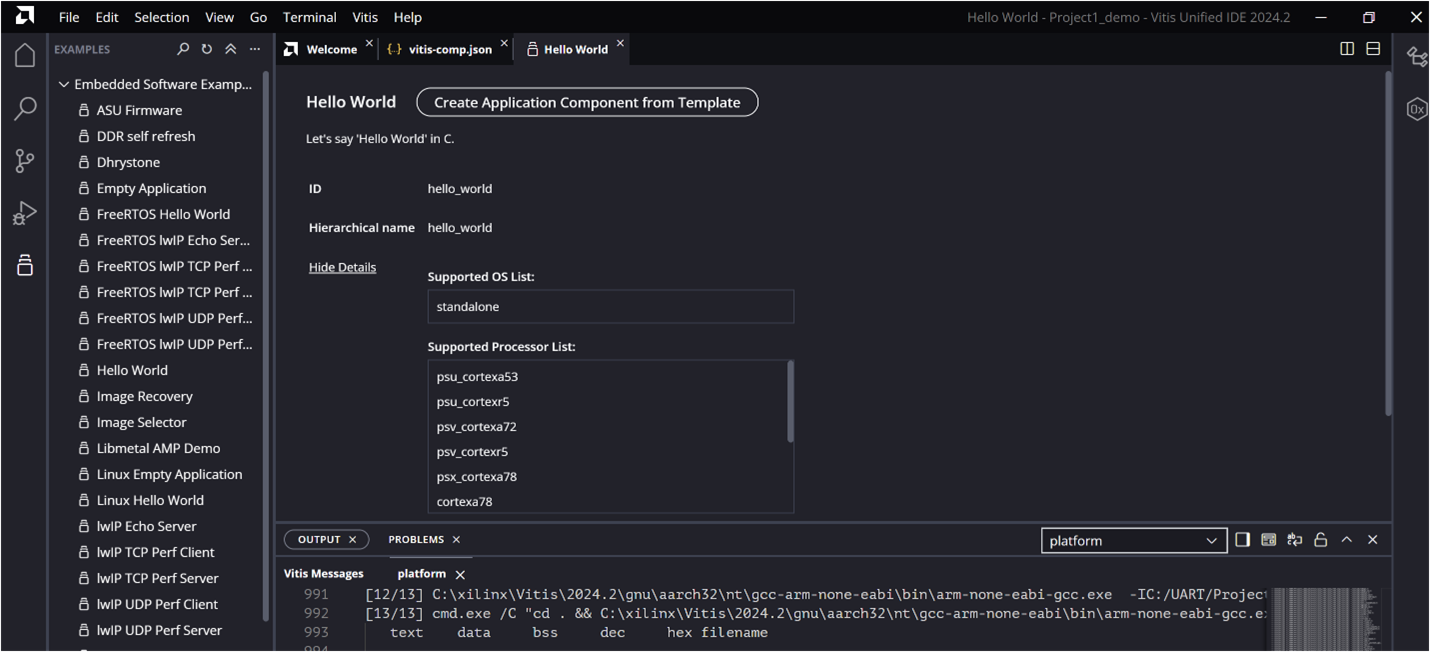 File Edit Selection View Go Terminal Vitis Help
Hello World - Project1_demo - Vitis Unified IDE 2024.2
EXAMPLES
Embedded Software Examp...
ASU Firmware
DDR self refresh
Dhrystone
Empty Application
FreeRTOS Hello World
FreeRTOS lwIP Echo Ser...
FreeRTOS lwIP TCP Perf ...
FreeRTOS lwIP TCP Perf ...
FreeRTOS lwIP UDP Perf...
FreeRTOS lwIP UDP Perf...
Hello World
Image Recovery
Image Selector
Libmetal AMP Demo
Linux Empty Application
Linux Hello World
lwIP Echo Server
lwIP TCP Perf Client
lwIP TCP Perf Server
lwIP UDP Perf Client
lwIP UDP Perf Server
Welcome
{.} vitis-comp.json
Hello World
Hello World
Create Application Component from Template
Let's say 'Hello World' in C.
ID hello_world
Hierarchical name hello_world
Hide Details
Supported OS List:
standalone
Supported Processor List:
psu_cortexa53
psu_cortexr5
psv_cortexa72
psv_cortexr5
psx_cortexa78
cortexa78
OUTPUT
PROBLEMS
platform
Vitis Messages
platform
991 [12/13] C:\xilinx\Vitis\2024.2\gnu\aarch32\nt\gcc-arm-none-eabi\bin\arm-none-eabi-gcc.exe -IC:/UART/Project
992 [13/13] cmd.exe /C "cd . && C:\xilinx\Vitis\2024.2\gnu\aarch32\nt\gcc-arm-none-eabi\bin\arm-none-eabi-gcc.ex
993 text data bss dec hex filename
994
0x